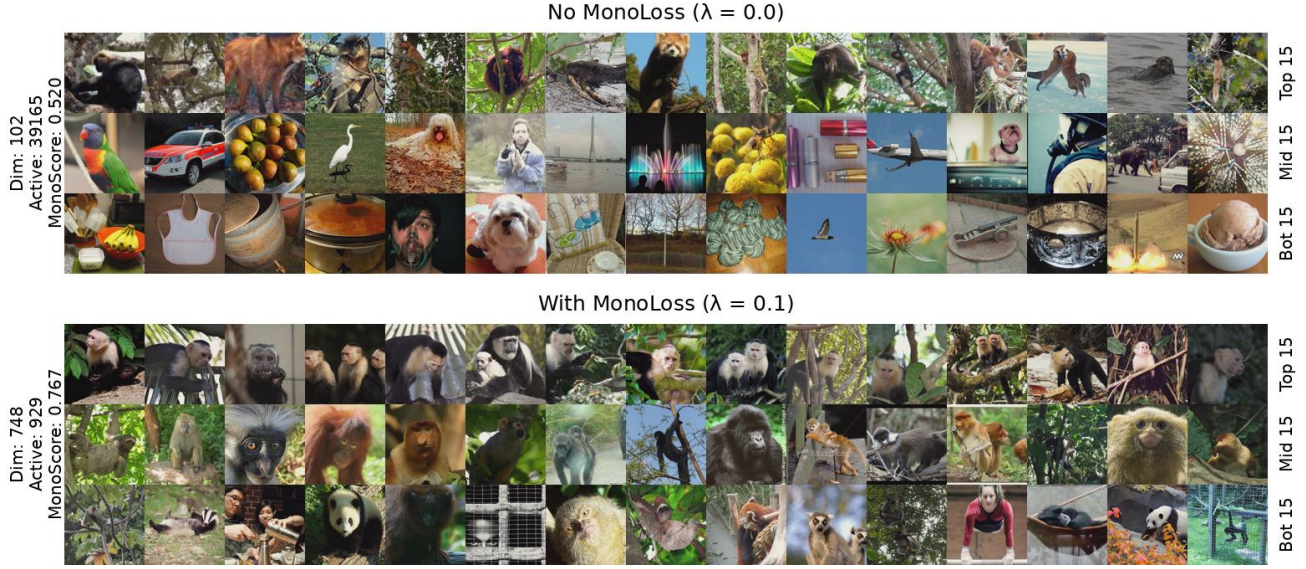 No MonoLoss (λ = 0.0)
Dim: 102
Active: 39165
MonoScore: 0.520
Top 15
Mid 15
Bot 15
With MonoLoss (λ = 0.1)
Dim: 748
Active: 929
MonoScore: 0.767
Top 15
Mid 15
Bot 15